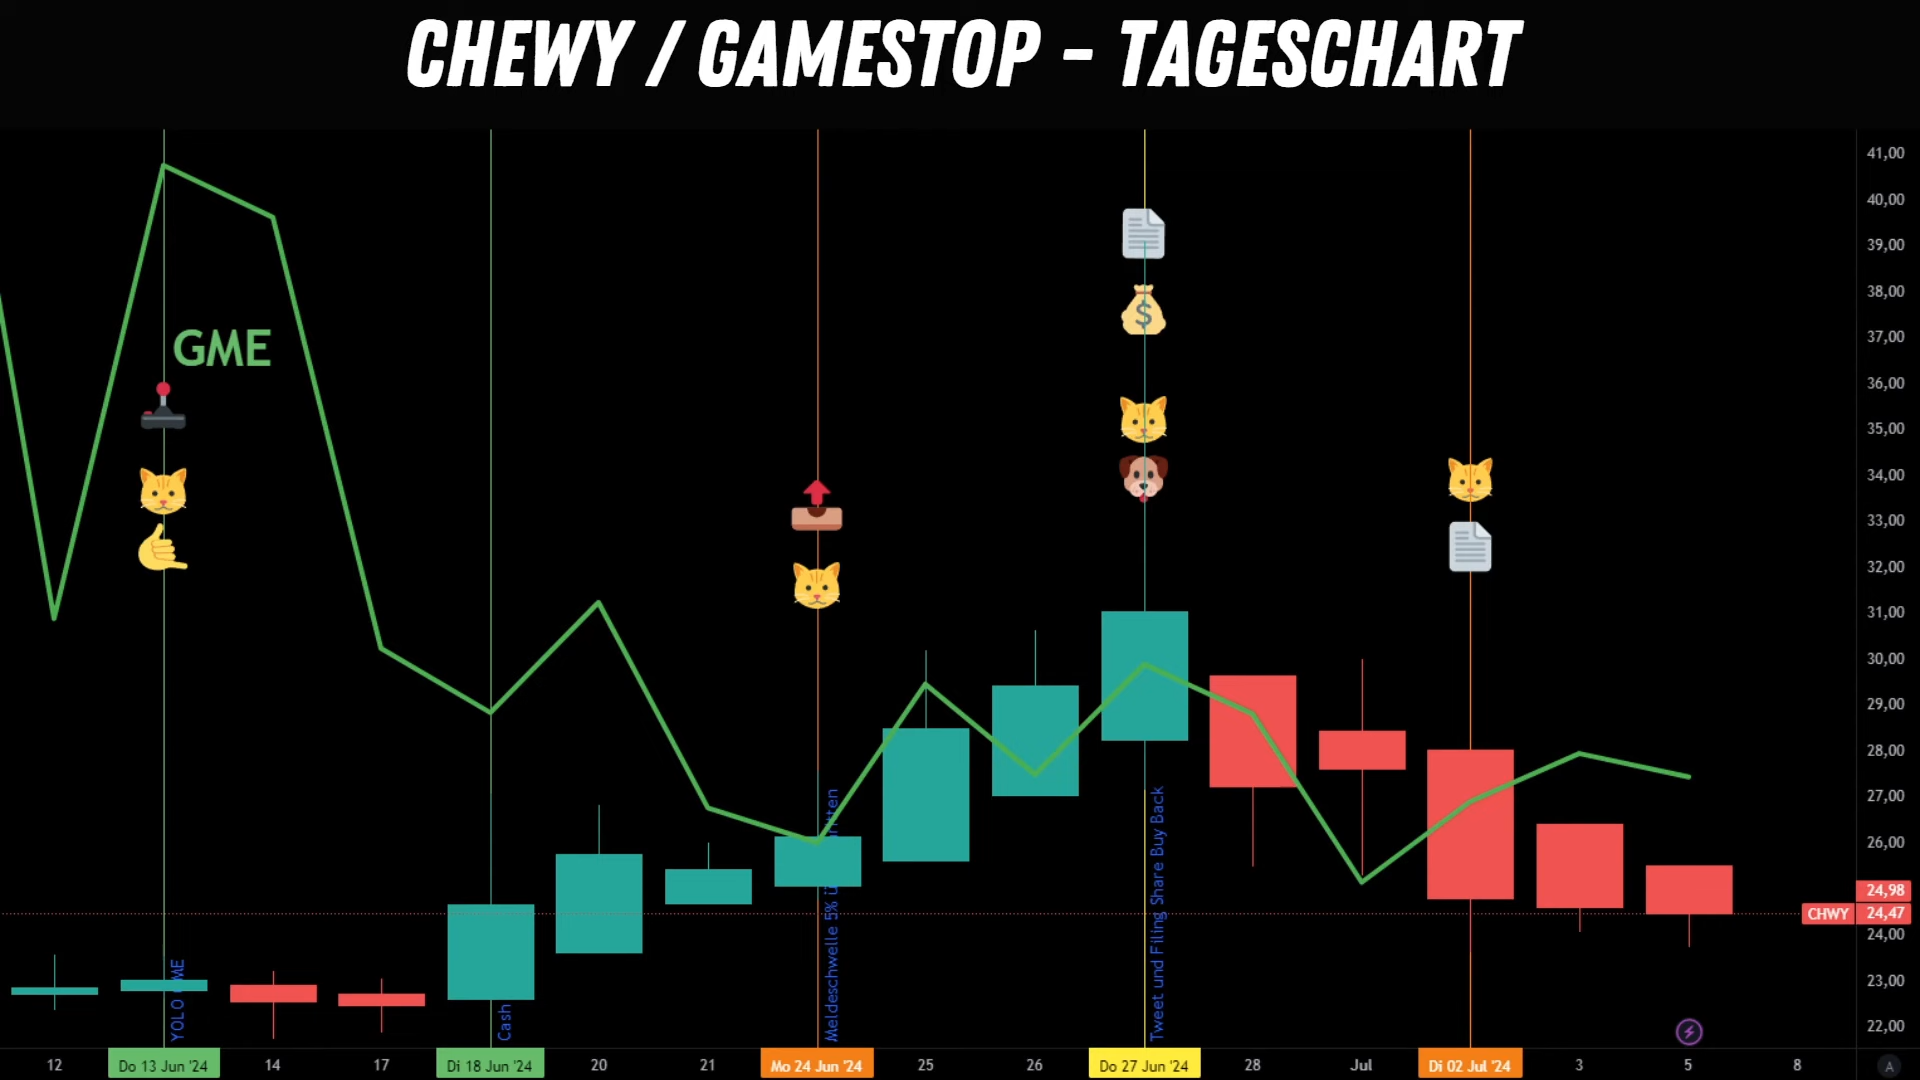 CHEWY / GAMESTOP - TAGESCHART
41,00
40,00
39,00
38,00
37,00
36,00
35,00
34,00
33,00
32,00
31,00
30,00
29,00
28,00
27,00
26,00
24,98
CHWY 24,47
24,00
23,00
22,00
GME
YOLO GME
Cash
Meldeschwelle 5%
Tweet und Filing Share Buy Back
12
Do 13 Jun '24
14
17
Di 18 Jun '24
20
21
Mo 24 Jun '24
25
26
Do 27 Jun '24
28
Jul
Di 02 Jul '24
3
5
8
A